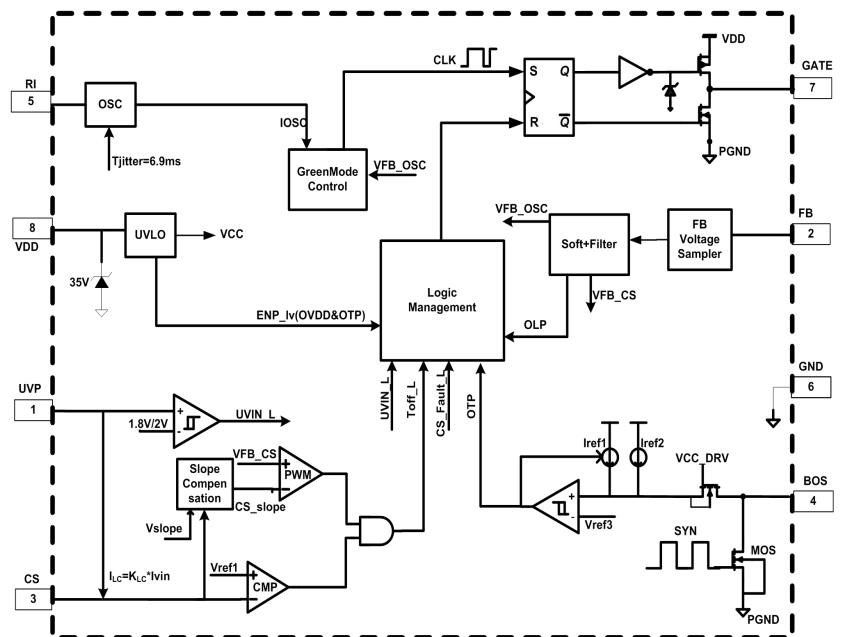 VDD
CLK
GATE
RI
5
OSC
S
Q
7
IOSC
R
Q
Tjitter=6.9ms
GreenMode
Control
VFB_OSC
PGND
8
VDD
UVLO
VCC
VFB_OSC
Soft+Filter
FB
Voltage
Sampler
FB
2
35V
Logic
Management
VFB_CS
ENP_lv(OVDD&OTP)
OLP
GND
6
UVP
1
UVIN_L
Toff_L
CS_Fault_L
OTP
+
-
1.8V/2V
UVIN_L
Iref1
Iref2
VFB_CS
Slope
Compen
sation
+
PWM
-
CS_slope
VCC_DRV
BOS
4
+
-
Vref3
Vslope
SYN
MOS
CS
3
ILC=KLC*Ivin
Vref1
+
CMP
-
PGND